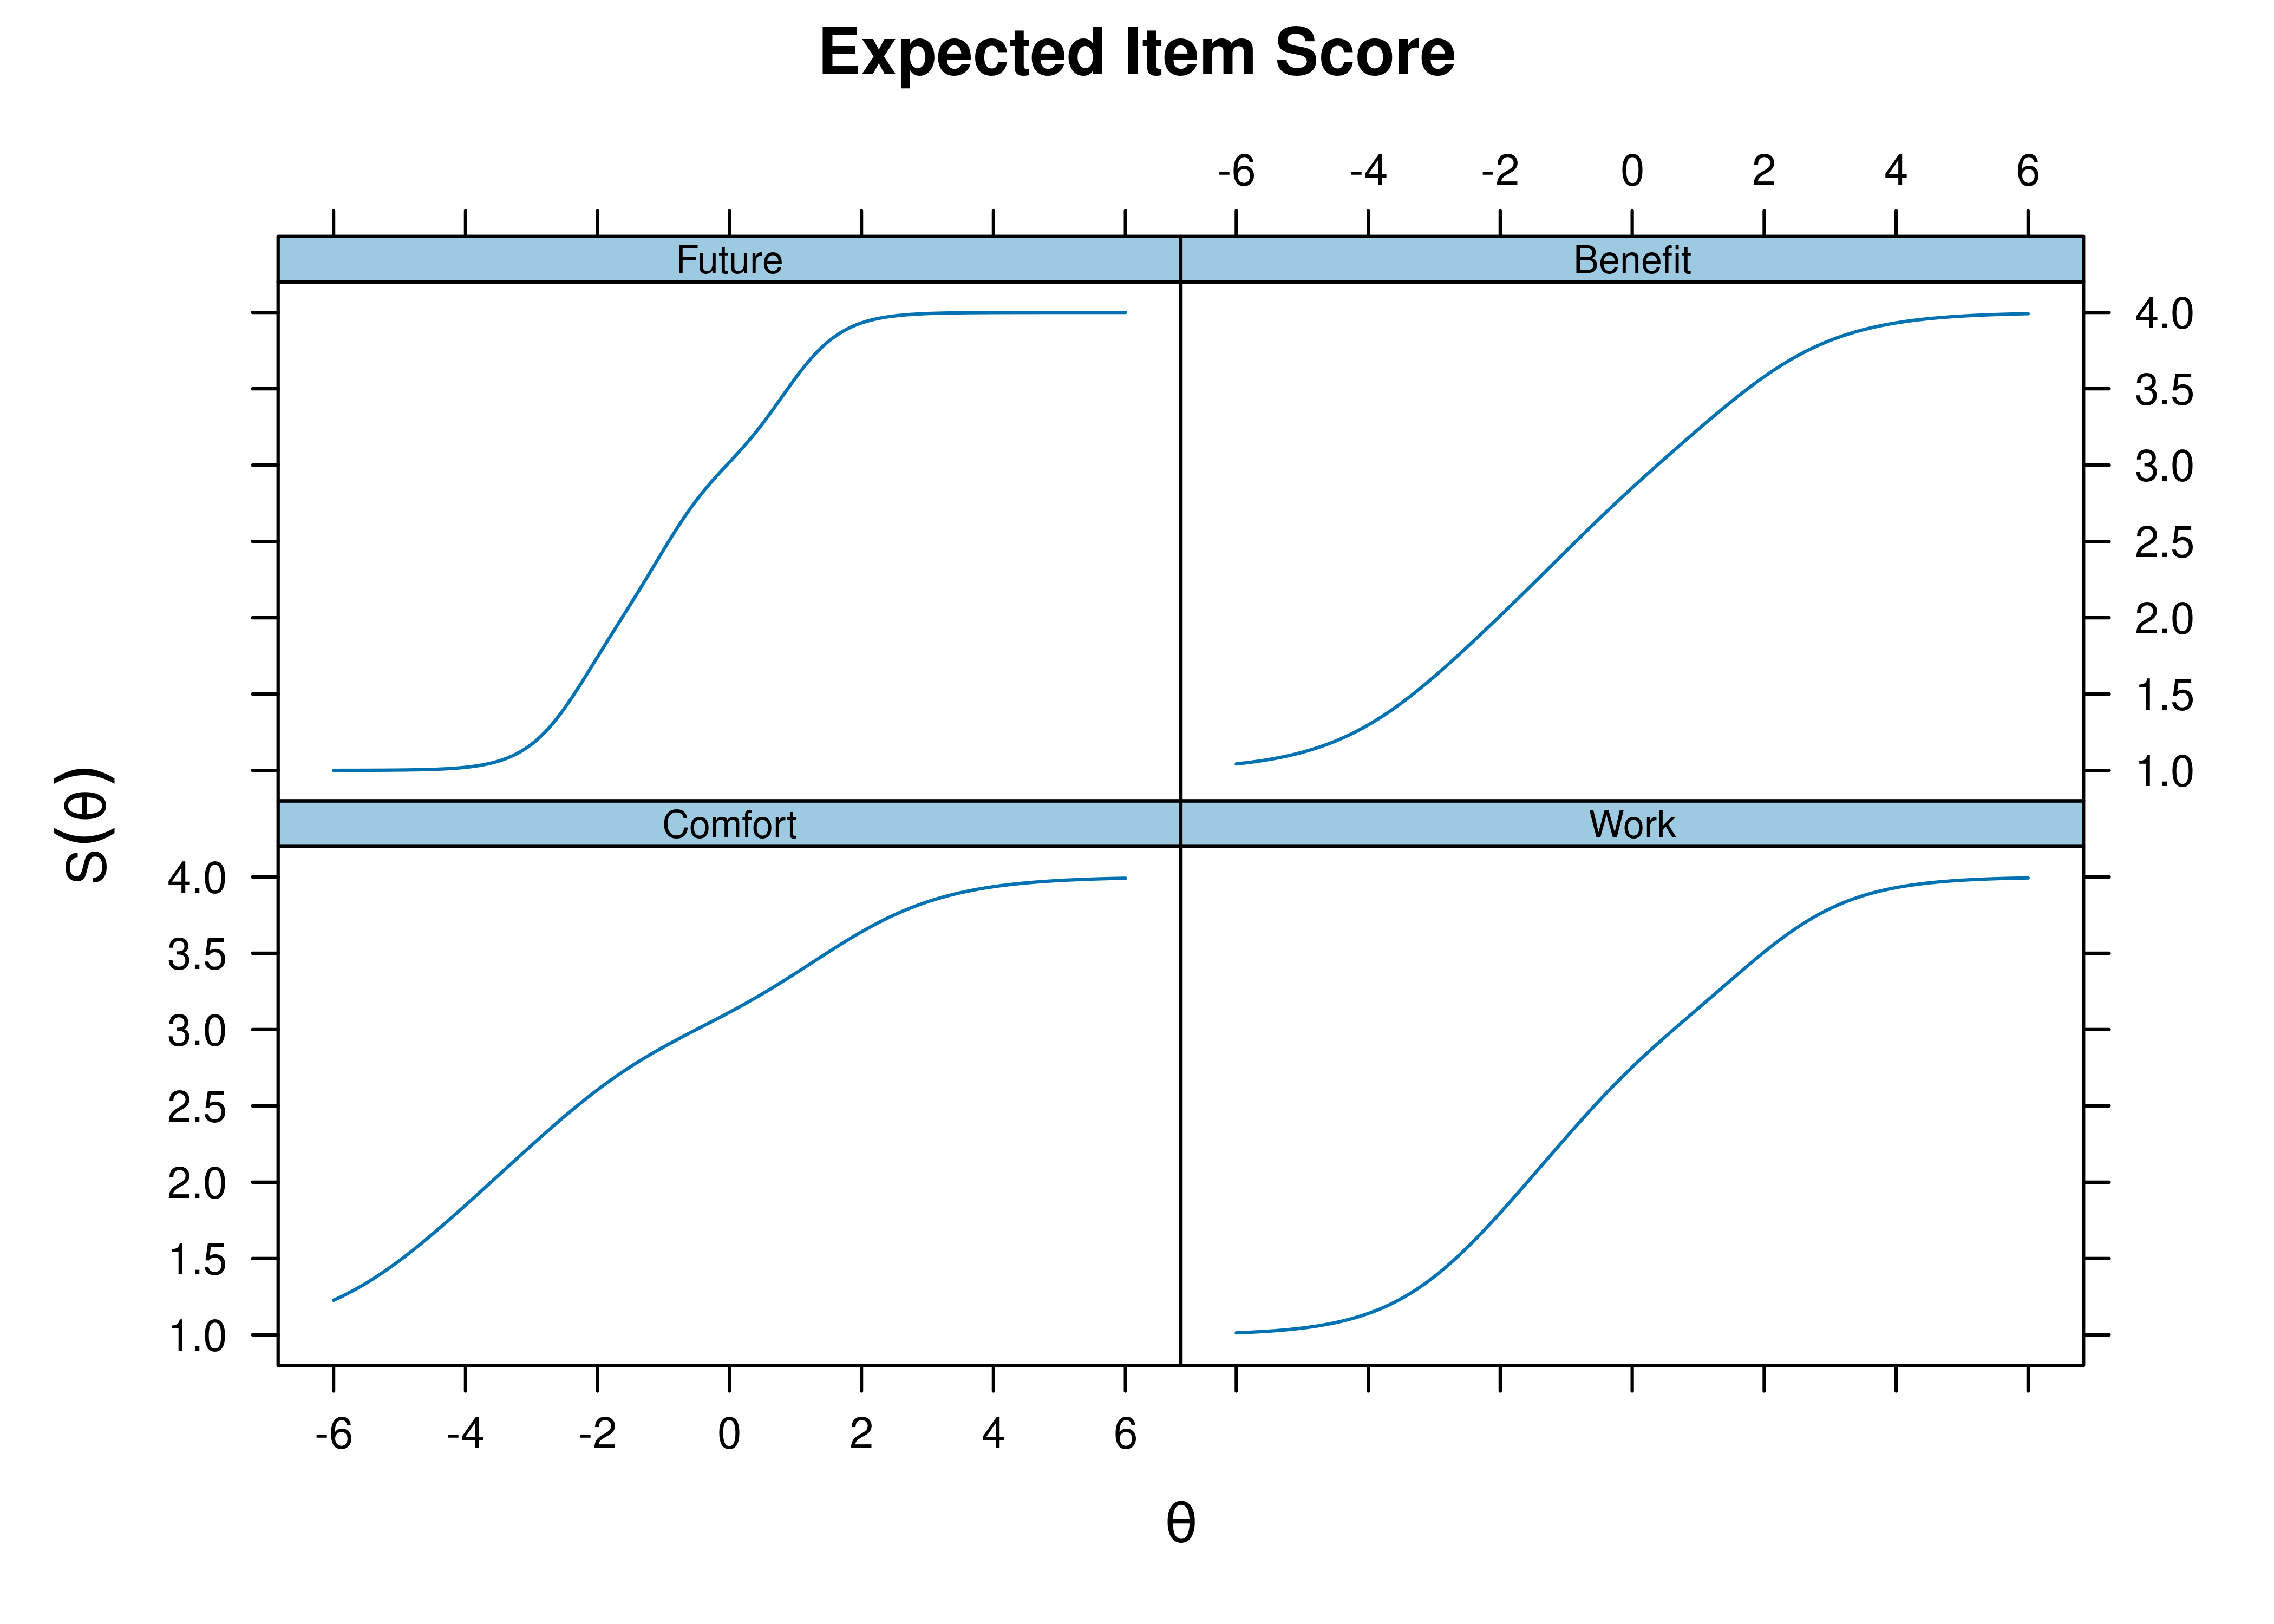 Expected Item Score
-6 -4 -2 0 2 4 6
Future Benefit
4.0
3.5
3.0
2.5
2.0
1.5
1.0
Comfort Work
S(θ)
4.0
3.5
3.0
2.5
2.0
1.5
1.0
-6 -4 -2 0 2 4 6
θ